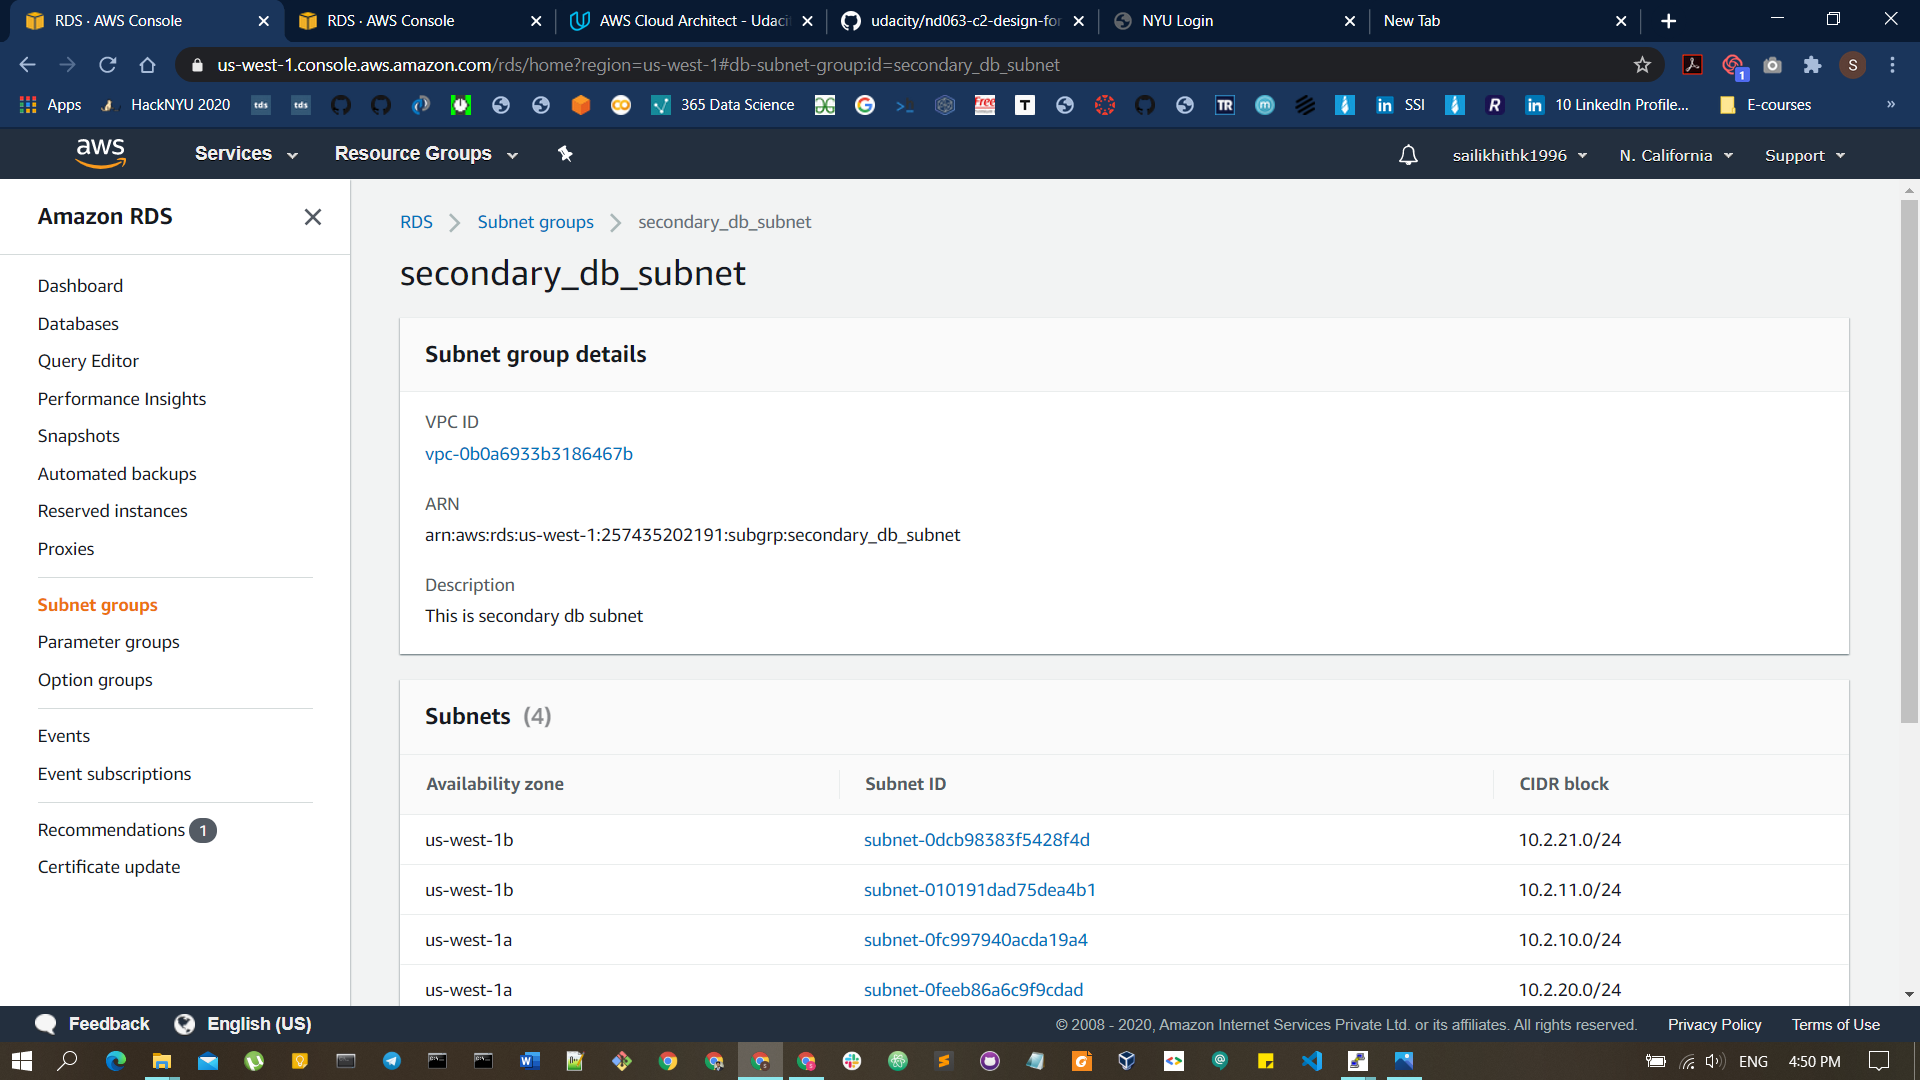 RDS · AWS Console
RDS · AWS Console
AWS Cloud Architect - Udaci
udacity/nd063-c2-design-for
NYU Login
New Tab
us-west-1.console.aws.amazon.com/rds/home?region=us-west-1#db-subnet-group:id=secondary_db_subnet
1
S
Apps
HackNYU 2020
tds
tds
365 Data Science
Free
T
TR
m
in SSI
R
in 10 LinkedIn Profile...
E-courses
»
aws
Services
Resource Groups
sailikhithk1996
N. California
Support
Amazon RDS
Dashboard
Databases
Query Editor
Performance Insights
Snapshots
Automated backups
Reserved instances
Proxies
Subnet groups
Parameter groups
Option groups
Events
Event subscriptions
Recommendations 1
Certificate update
RDS
Subnet groups
secondary_db_subnet
secondary_db_subnet
Subnet group details
VPC ID
vpc-0b0a6933b3186467b
ARN
arn:aws:rds:us-west-1:257435202191:subgrp:secondary_db_subnet
Description
This is secondary db subnet
Subnets (4)
Availability zone
Subnet ID
CIDR block
us-west-1b
subnet-0dcb98383f5428f4d
10.2.21.0/24
us-west-1b
subnet-010191dad75dea4b1
10.2.11.0/24
us-west-1a
subnet-0fc997940acda19a4
10.2.10.0/24
us-west-1a
subnet-0feeb86a6c9f9cdad
10.2.20.0/24
Feedback
English (US)
© 2008 - 2020, Amazon Internet Services Private Ltd. or its affiliates. All rights reserved.
Privacy Policy
Terms of Use
ENG
4:50 PM